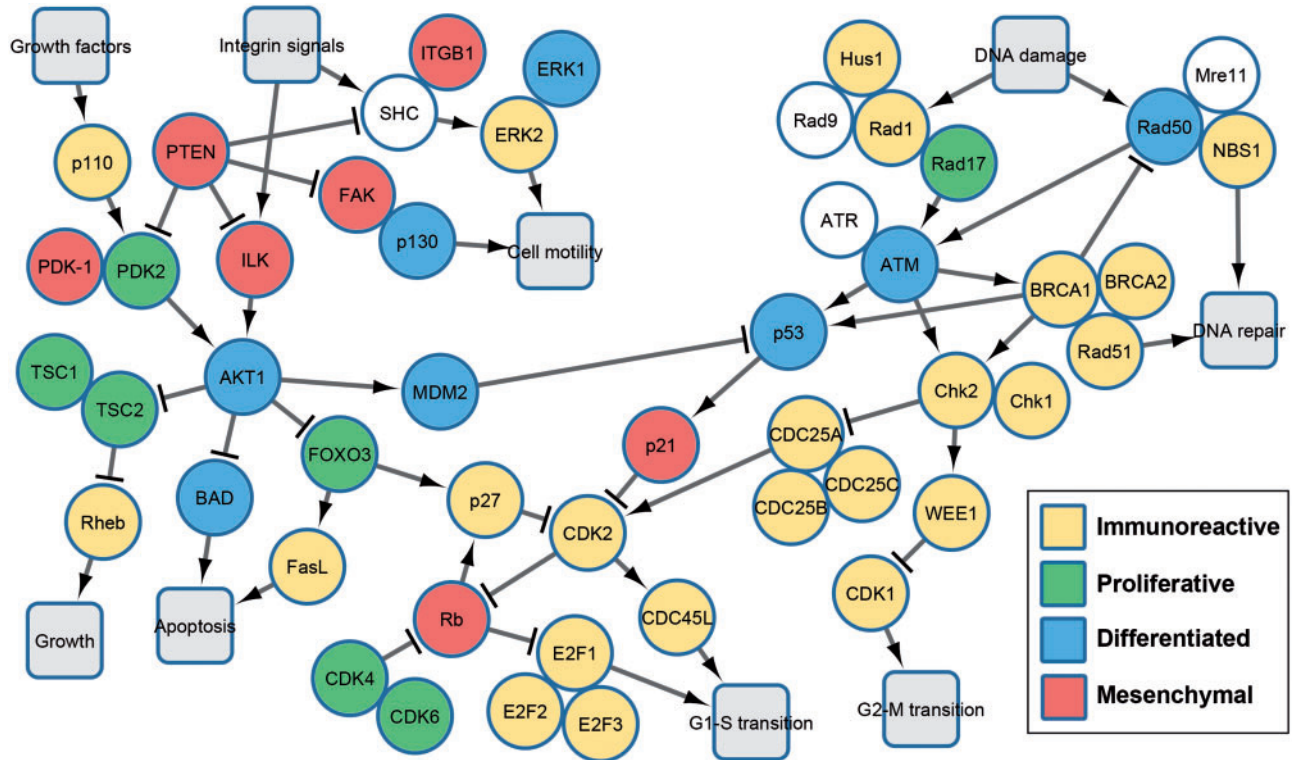 Growth factors
Integrin signals
ITGB1
ERK1
SHC
ERK2
Hus1
DNA damage
Mre11
Rad9
Rad1
Rad50
NBS1
p110
PTEN
Rad17
FAK
p130
Cell motility
ATR
ATM
PDK-1
PDK2
ILK
BRCA1
BRCA2
p53
Rad51
DNA repair
TSC1
TSC2
AKT1
MDM2
Chk2
Chk1
FOXO3
p21
CDC25A
CDC25C
CDC25B
BAD
p27
CDK2
WEE1
Rheb
FasL
CDK1
Growth
Apoptosis
Rb
CDC45L
CDK4
CDK6
E2F1
E2F2
E2F3
G1-S transition
G2-M transition
Immunoreactive
Proliferative
Differentiated
Mesenchymal